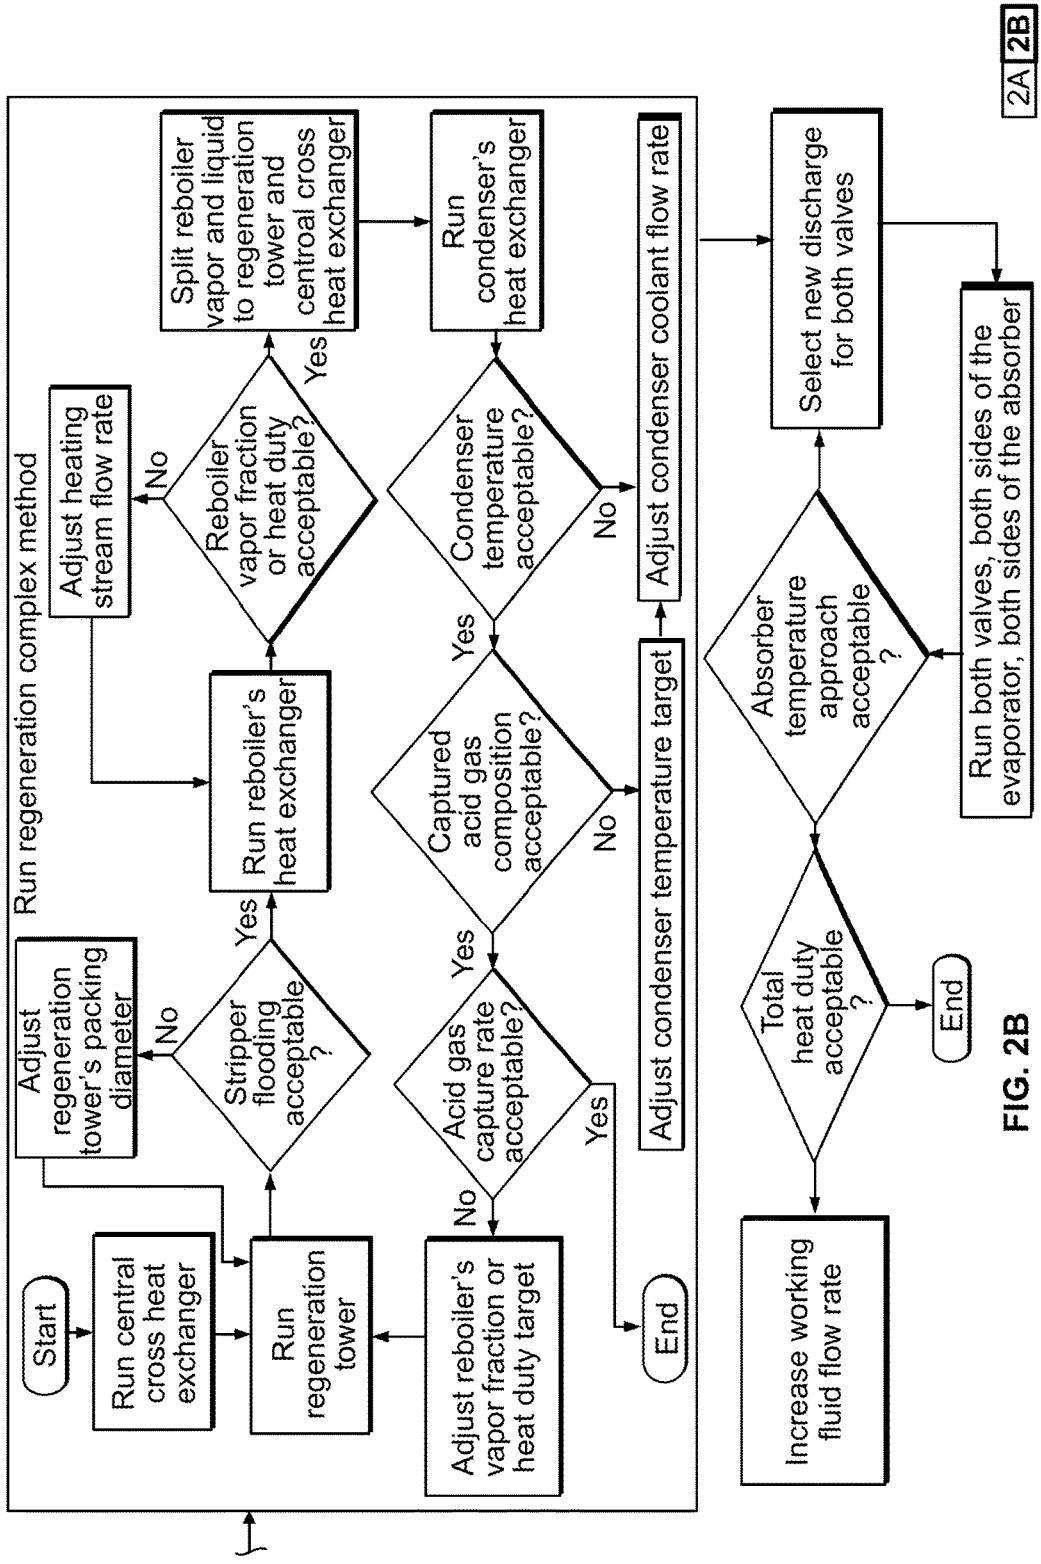 Run regeneration complex method
Start
Run central
cross heat
exchanger
Run
regeneration
tower
Adjust
regeneration
tower's packing
diameter
No
Stripper
flooding
acceptable
?
Yes
Run reboiler's
heat exchanger
Adjust heating
stream flow rate
No
Reboiler
vapor fraction
or heat duty
acceptable?
Yes
Split reboiler
vapor and liquid
to regeneration
tower and
centroal cross
heat exchanger
Run
condenser's
heat exchanger
Condenser
temperature
acceptable?
No
Yes
Captured
acid gas
composition
acceptable?
No
Yes
Acid gas
capture rate
acceptable?
No
Yes
Adjust reboiler's
vapor fraction or
heat duty target
End
Adjust condenser temperature target
Adjust condenser coolant flow rate
Select new discharge
for both valves
Absorber
temperature
approach
acceptable
?
Run both valves, both sides of the
evaporator, both sides of the absorber
Total
heat duty
acceptable
?
End
Increase working
fluid flow rate
FIG. 2B
2A 2B